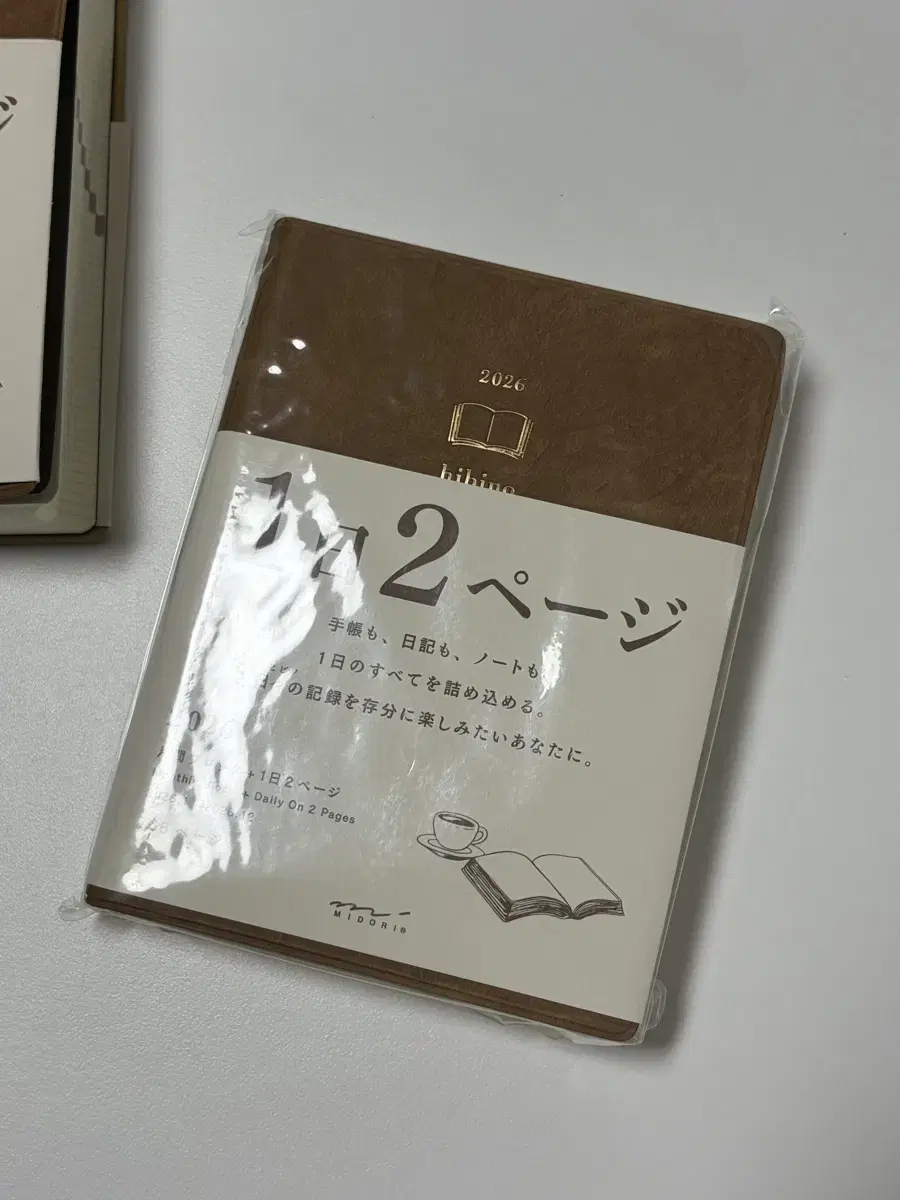 2026
hibino
1日2ページ
手帳も、日記も、ノートも
1日のすべてを詰め込める。
の記録を存分に楽しみたいあなたに。
+ 1日2ページ
+ Daily On 2 Pages
MIDORI®
ジ